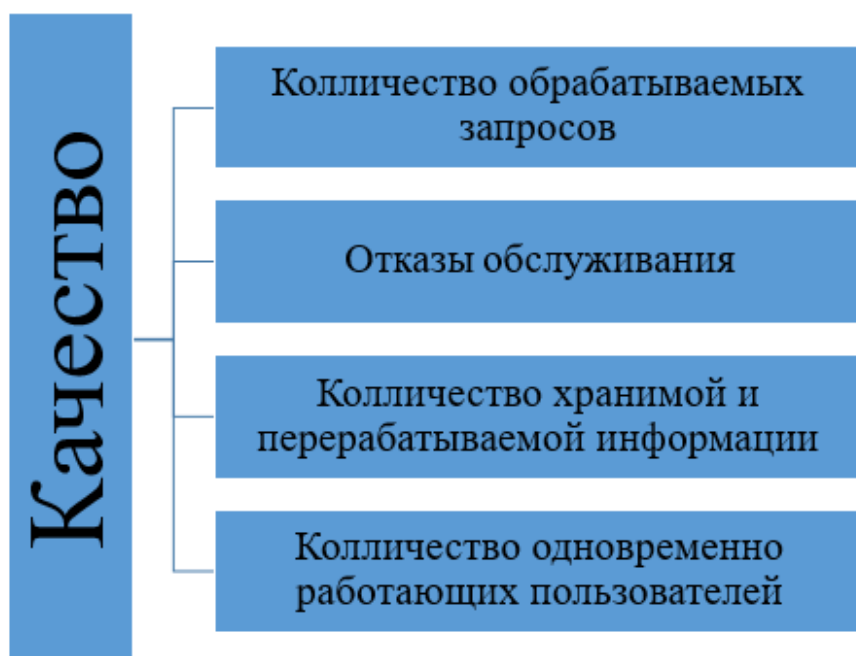 Качество
Колличество обрабатываемых
запросов
Отказы обслуживания
Колличество хранимой и
перерабатываемой информации
Колличество одновременно
работающих пользователей